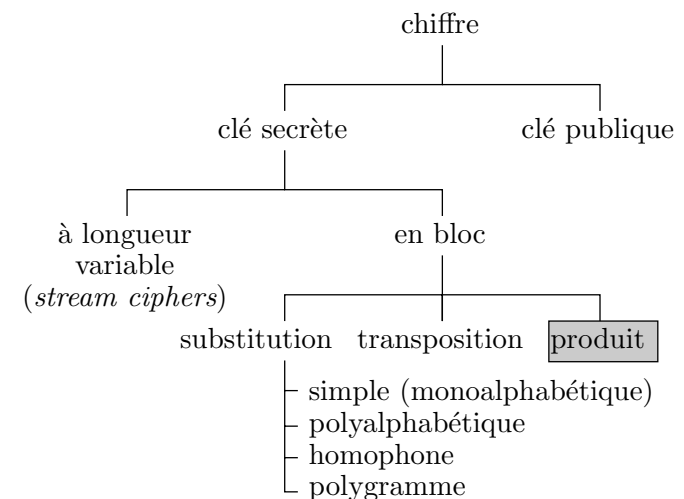 chiffre
clé secrète
clé publique
à longueur
variable
(stream ciphers)
en bloc
substitution
transposition
produit
simple (monoalphabétique)
polyalphabétique
homophone
polygramme